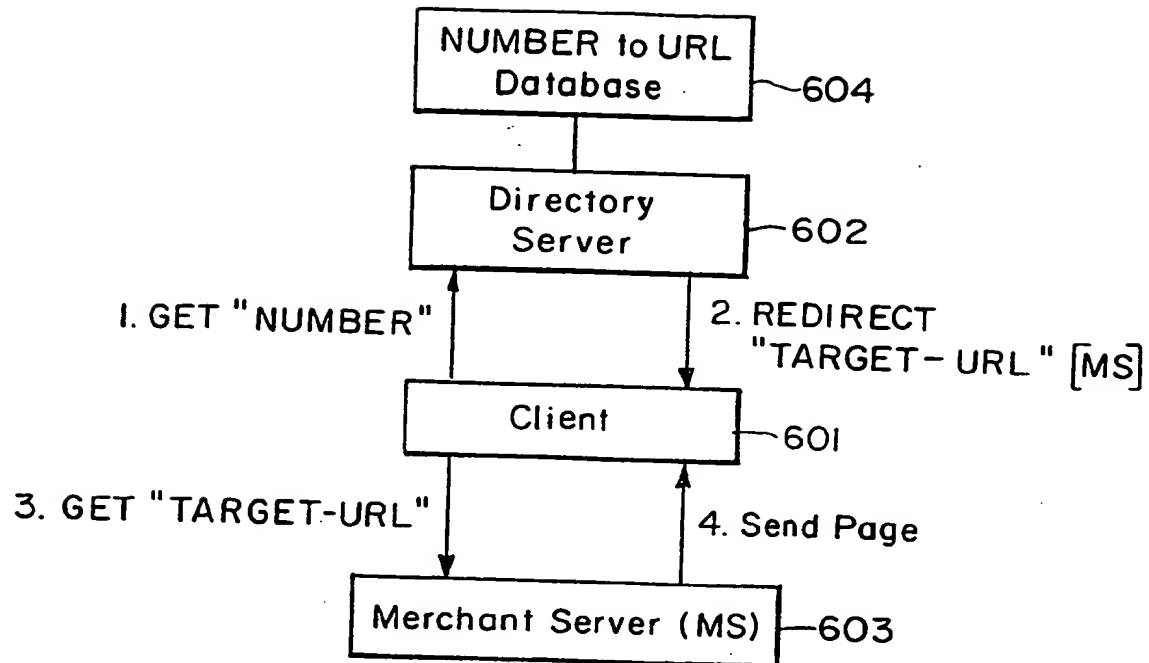 NUMBER to URL
Database
604
Directory
Server
602
1. GET "NUMBER"
2. REDIRECT
"TARGET-URL" [MS]
Client
601
3. GET "TARGET-URL"
4. Send Page
Merchant Server (MS)
603